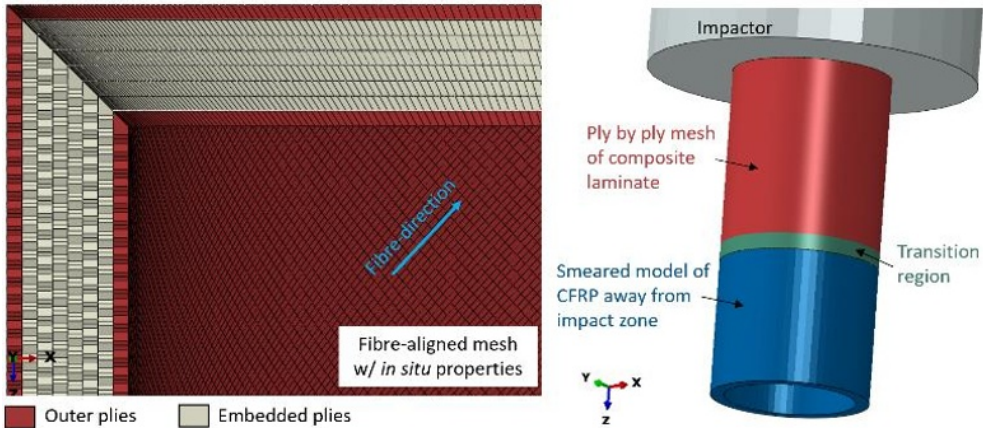 Fibre-direction
Fibre-aligned mesh
w/ in situ properties
Y
X
Z
Outer plies
Embedded plies
Impactor
Ply by ply mesh
of composite
laminate
Transition
region
Smeared model of
CFRP away from
impact zone
Y
X
Z